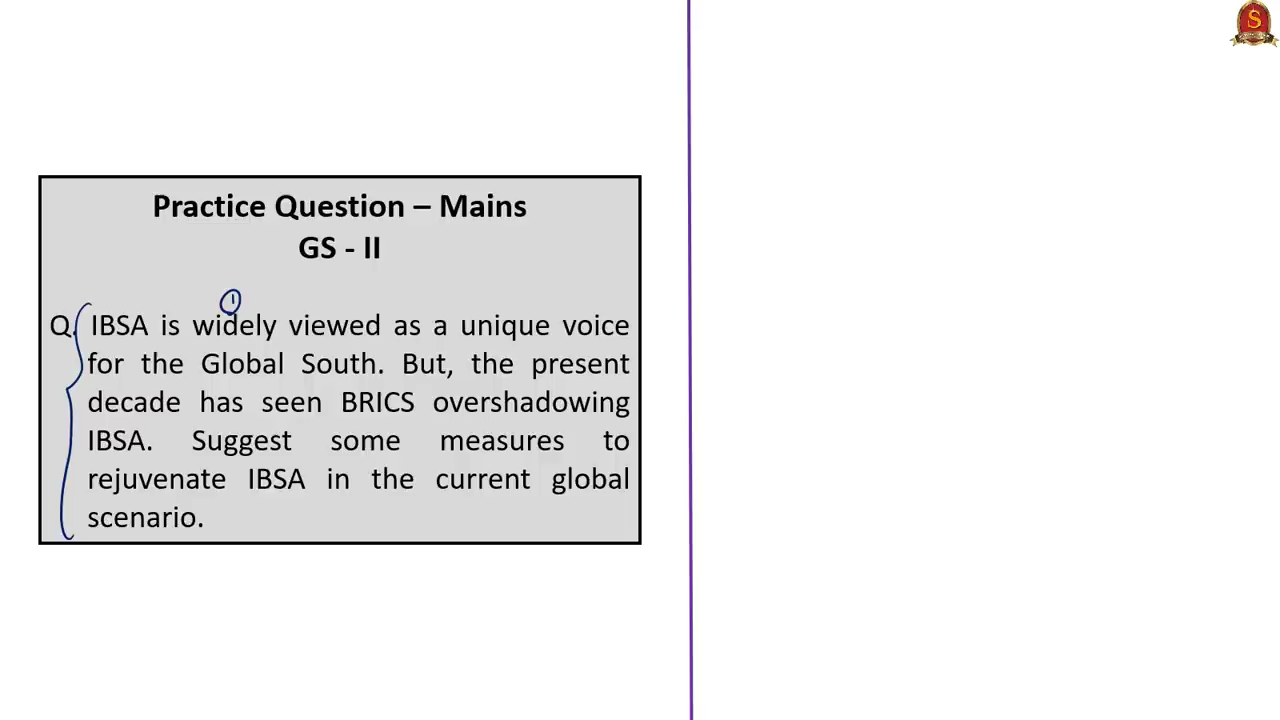 Practice Question – Mains
GS - II
1
Q. IBSA is widely viewed as a unique voice
for the Global South. But, the present
decade has seen BRICS overshadowing
IBSA. Suggest some measures to
rejuvenate IBSA in the current global
scenario.
S